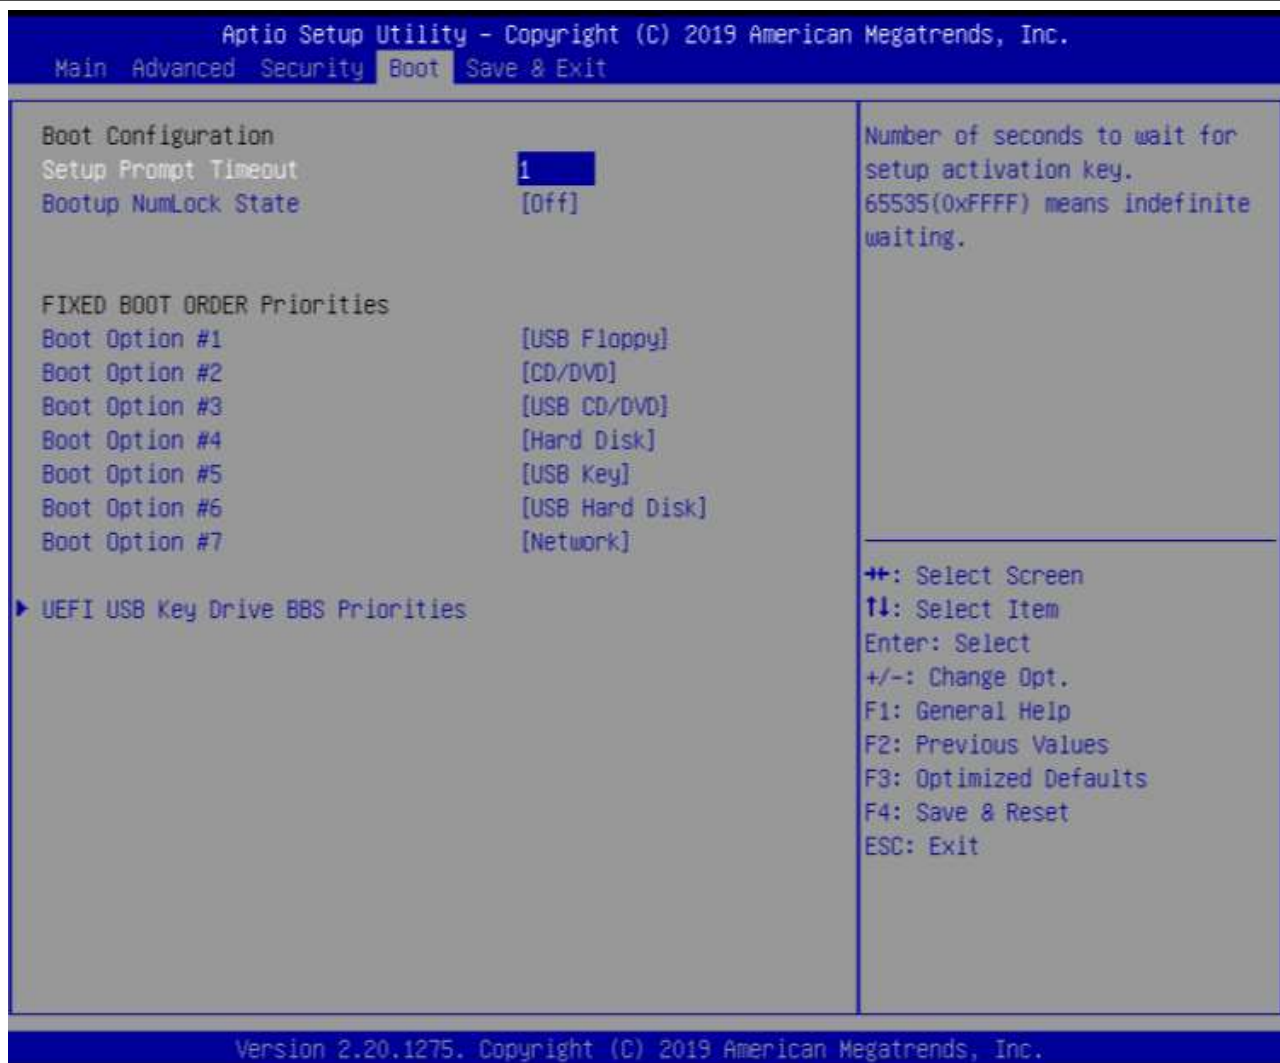 Aptio Setup Utility – Copyright (C) 2019 American Megatrends, Inc.
Main Advanced Security Boot Save & Exit
Boot Configuration
Setup Prompt Timeout 1
Bootup NumLock State [Off]
FIXED BOOT ORDER Priorities
Boot Option #1 [USB Floppy]
Boot Option #2 [CD/DVD]
Boot Option #3 [USB CD/DVD]
Boot Option #4 [Hard Disk]
Boot Option #5 [USB Key]
Boot Option #6 [USB Hard Disk]
Boot Option #7 [Network]
UEFI USB Key Drive BBS Priorities
Number of seconds to wait for
setup activation key.
65535(0xFFFF) means indefinite
waiting.
→←: Select Screen
↑↓: Select Item
Enter: Select
+/-: Change Opt.
F1: General Help
F2: Previous Values
F3: Optimized Defaults
F4: Save & Reset
ESC: Exit
Version 2.20.1275. Copyright (C) 2019 American Megatrends, Inc.